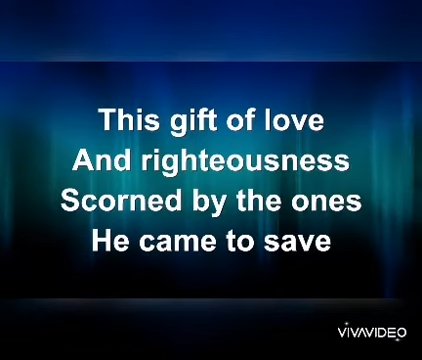 This gift of love
And righteousness
Scorned by the ones
He came to save
VIVAVIDEO